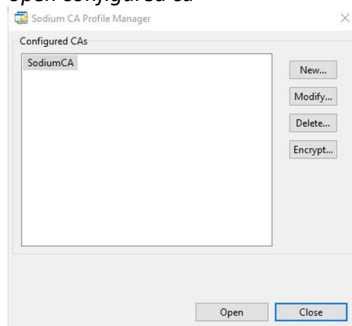 Open configured ca
Sodium CA Profile Manager
Configured CAs
SodiumCA
New...
Modify...
Delete...
Encrypt...
Open
Close